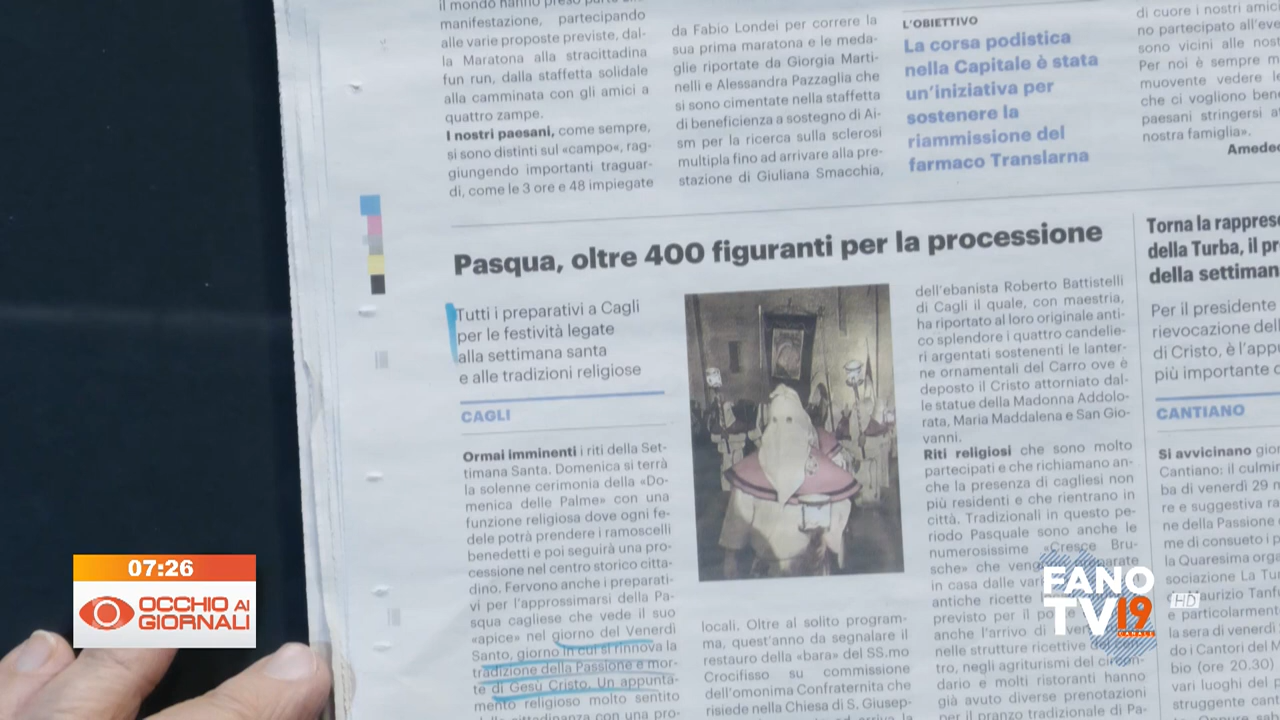 manifestazione, partecipando
alle varie proposte previste, dal-
la Maratona alla stracittadina
fun run, dalla staffetta solidale
alla camminata con gli amici a
quattro zampe.
I nostri paesani, come sempre,
si sono distinti sul «campo«, rag-
giungendo importanti traguar-
di, come le 3 ore e 48 impiegate
da Fabio Londei per correre la
sua prima maratona e le meda-
glie riportate da Giorgia Marti-
nelli e Alessandra Pazzaglia che
si sono cimentate nella staffetta
di beneficienza a sostegno di Ai-
sm per la ricerca sulla sclerosi
multipla fino ad arrivare alla pre-
stazione di Giuliana Smacchia,
L'OBIETTIVO
La corsa podistica
nella Capitale è stata
un'iniziativa per
sostenere la
riammissione del
farmaco Translarna
di cuore i nostri amici
no partecipato all'eve
sono vicini alle nost
Per noi è sempre m
muovente vedere l
che ci vogliono bene
paesani stringersi a
nostra famiglia».
Amedeo
Pasqua, oltre 400 figuranti per la processione
Tutti i preparativi a Cagli
per le festività legate
alla settimana santa
e alle tradizioni religiose
CAGLI
Ormai imminenti i riti della Set-
timana Santa. Domenica si terrà
la solenne cerimonia della «Do-
menica delle Palme» con una
funzione religiosa dove ogni fe-
dele potrà prendere i ramoscelli
benedetti e poi seguirà una pro-
cessione nel centro storico citta-
dino. Fervono anche i preparati-
vi per l'approssimarsi della Pa-
squa cagliese che vede il suo
«apice» nel giorno del Venerdì
Santo, giorno in cui si rinnova la
tradizione della Passione e mor-
te di Gesù Cristo. Un appunta-
mento religioso molto sentito
dalla cittadinanza con una pro-
locali. Oltre al solito program-
ma, quest'anno da segnalare il
restauro della «bara» del SS.mo
Crocifisso su commissione
dell'omonima Confraternita che
risiede nella Chiesa di S. Giusep-
dell'ebanista Roberto Battistelli
di Cagli il quale, con maestria,
ha riportato al loro originale anti-
co splendore i quattro candelie-
ri argentati sostenenti le lanter-
ne ornamentali del Carro ove è
deposto il Cristo attorniato dal-
le statue della Madonna Addolo-
rata, Maria Maddalena e San Gio-
vanni.
Riti religiosi che sono molto
partecipati e che richiamano an-
che la presenza di cagliesi non
più residenti e che rientrano in
città. Tradizionali in questo pe-
riodo Pasquale sono anche le
numerosissime «Cresce Bru-
sche» che
in casa dalle
antiche ricette
previsto per il
anche l'arrivo di
nelle strutture ricettive del
tro, negli agriturismi del
dario e molti ristoranti hanno
già avuto diverse prenotazioni
per il pranzo tradizionale di Pa-
Torna la rapprese
della Turba, il pr
della settiman
Per il presidente
rievocazione del
di Cristo, è l'appu
più importante d
CANTIANO
Si avvicinano gior
Cantiano: il culmin
ba di venerdì 29 m
re e suggestiva ra
ne della Passione
me di consueto i p
la Quaresima orga
sociazione La Tu
Maurizio Tanf
e particolarmen
la sera di venerdì
do i Cantori del M
bba (ore 20.30)
vari luoghi del p
struggente can
07:26
OCCHIO AI
GIORNALI
FANO
TV 19 HD
CANALE